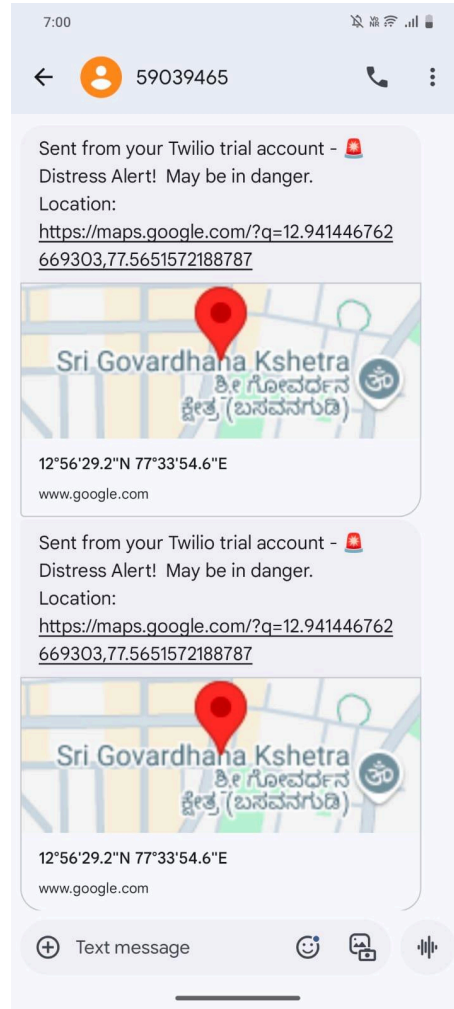 7:00
59039465
Sent from your Twilio trial account - 🚨
Distress Alert!  May be in danger.
Location:
https://maps.google.com/?q=12.941446762
669303,77.5651572188787
Sri Govardhana Kshetra
ಶ್ರೀ ಗೋವರ್ಧನ
ಕ್ಷೇತ್ರ (ಬಸವನಗುಡಿ)
12°56'29.2"N 77°33'54.6"E
www.google.com
Sent from your Twilio trial account - 🚨
Distress Alert!  May be in danger.
Location:
https://maps.google.com/?q=12.941446762
669303,77.5651572188787
Sri Govardhana Kshetra
ಶ್ರೀ ಗೋವರ್ಧನ
ಕ್ಷೇತ್ರ (ಬಸವನಗುಡಿ)
12°56'29.2"N 77°33'54.6"E
www.google.com
Text message